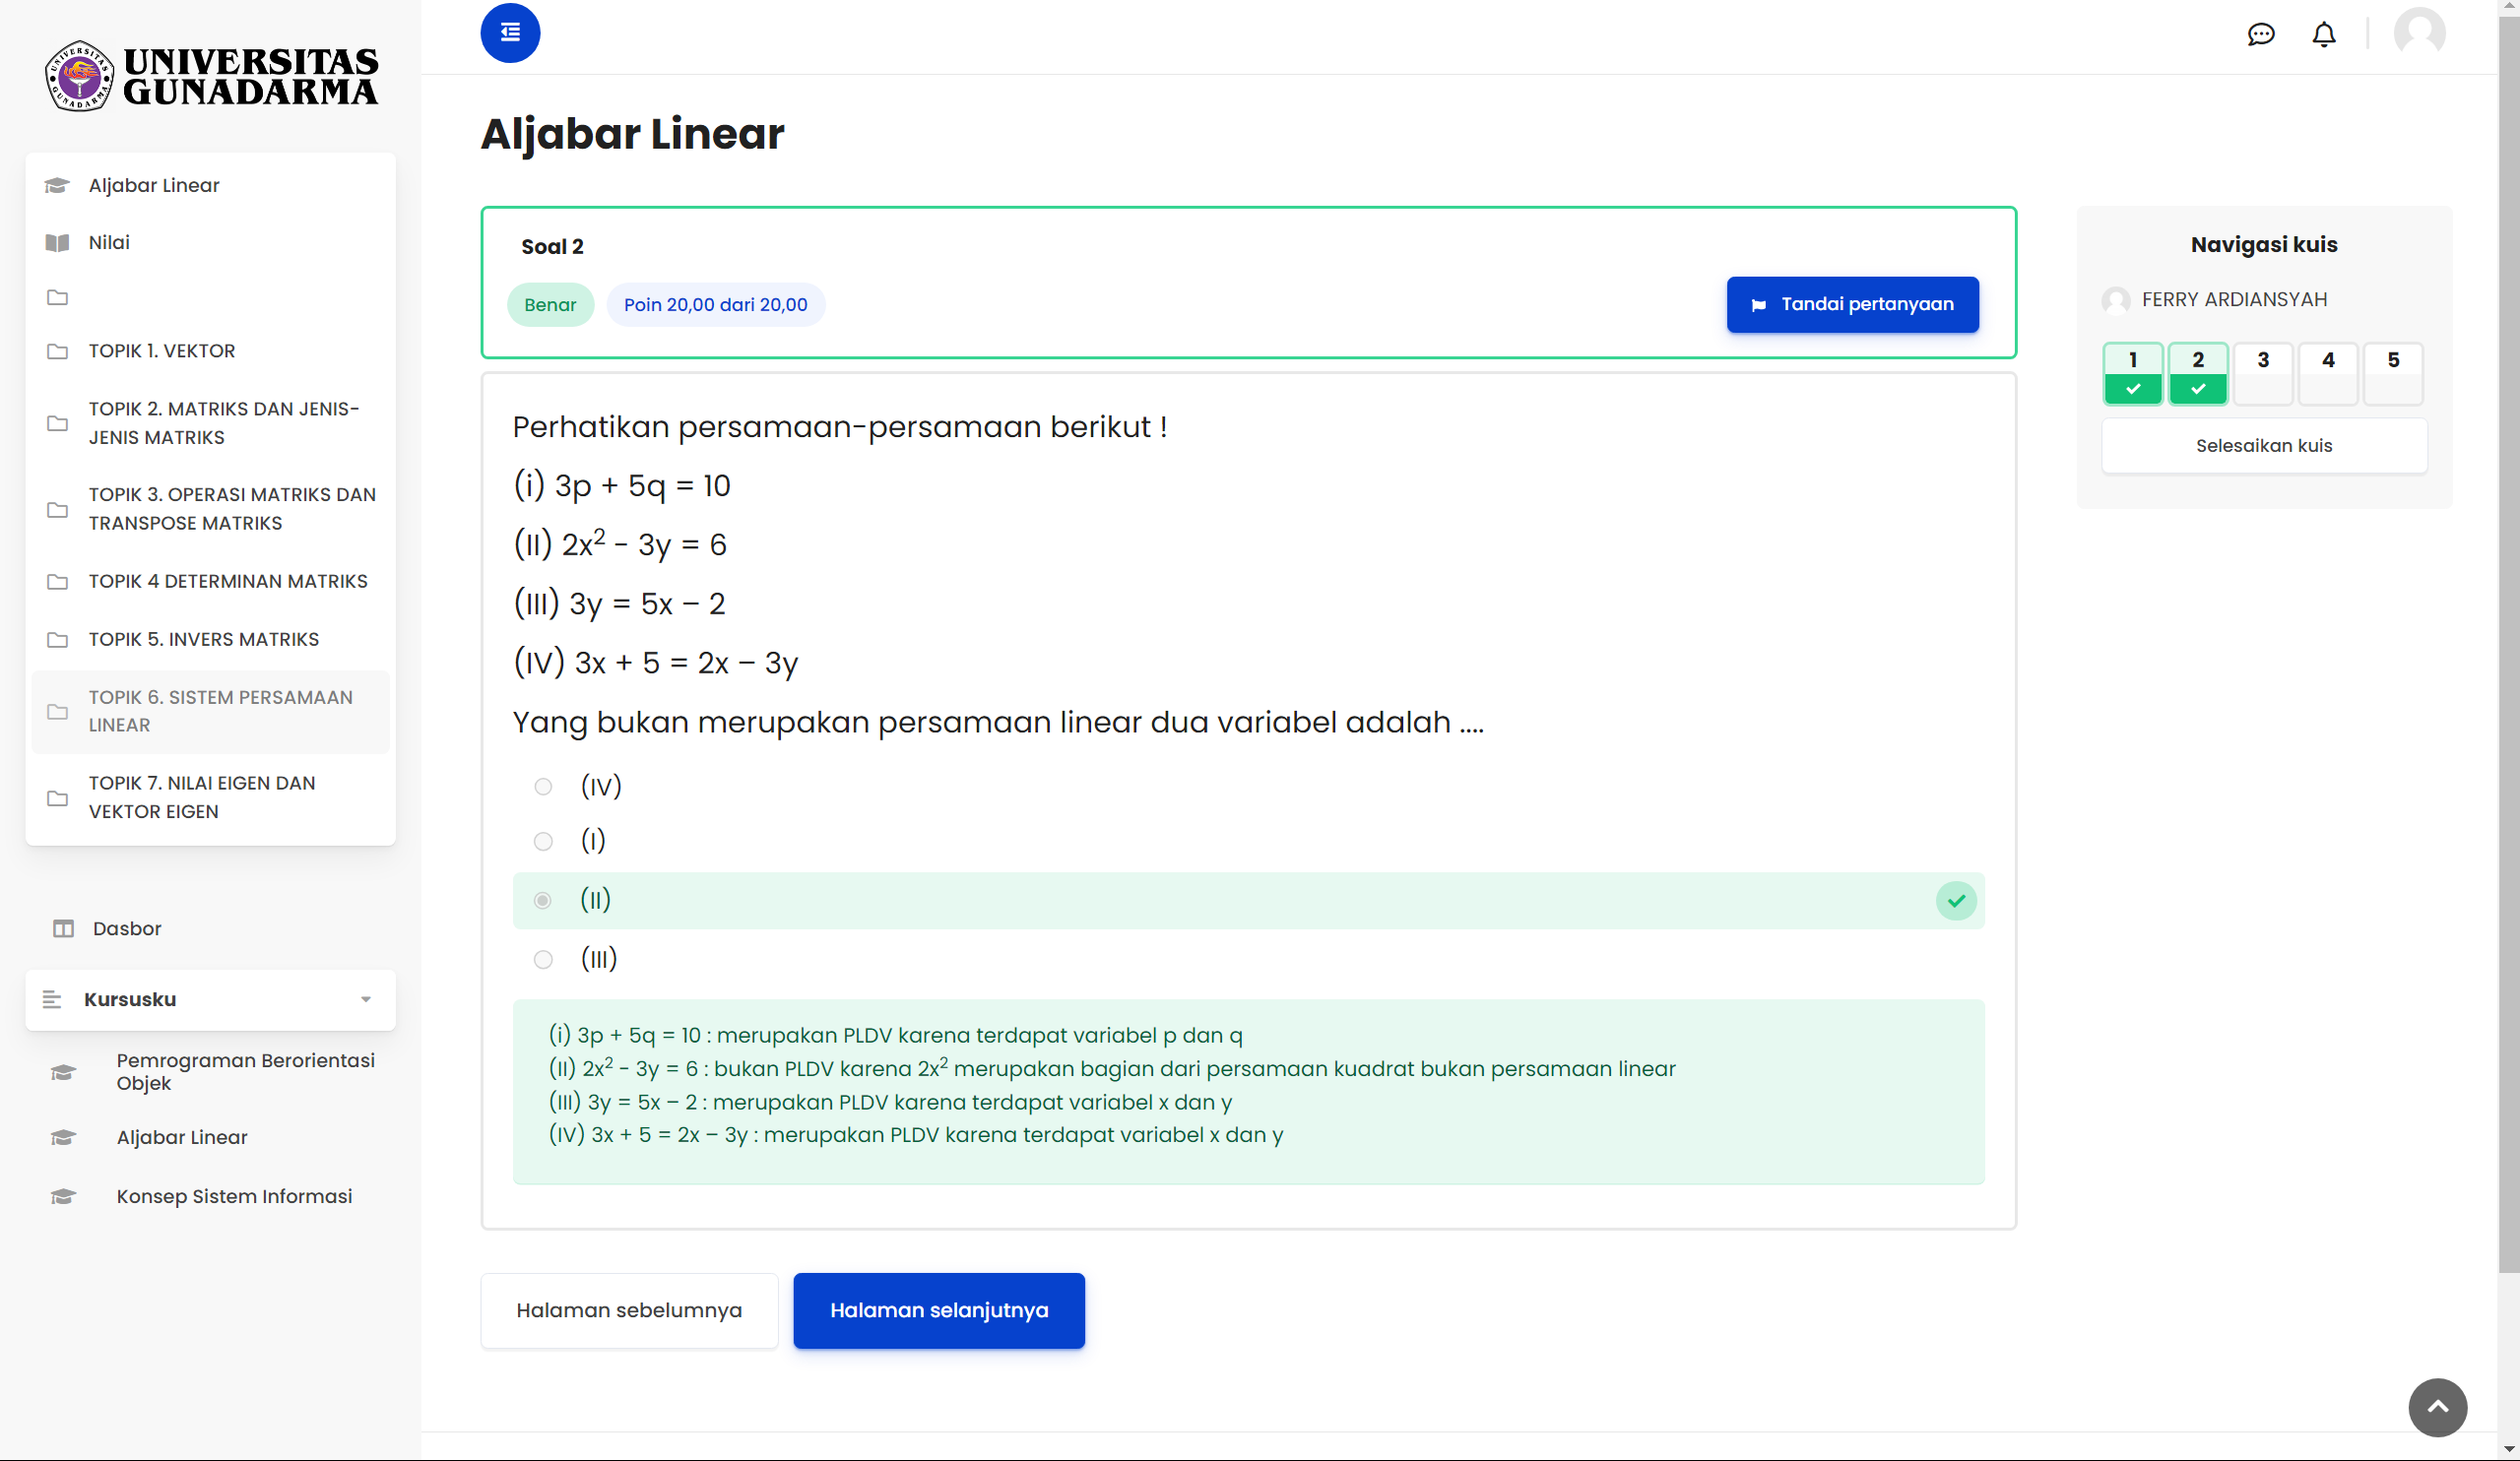 UNIVERSITAS
GUNADARMA
Aljabar Linear
Nilai
TOPIK 1. VEKTOR
TOPIK 2. MATRIKS DAN JENIS-
JENIS MATRIKS
TOPIK 3. OPERASI MATRIKS DAN
TRANSPOSE MATRIKS
TOPIK 4 DETERMINAN MATRIKS
TOPIK 5. INVERS MATRIKS
TOPIK 6. SISTEM PERSAMAAN
LINEAR
TOPIK 7. NILAI EIGEN DAN
VEKTOR EIGEN
Dasbor
Kursusku
Pemrograman Berorientasi
Objek
Aljabar Linear
Konsep Sistem Informasi
Aljabar Linear
Soal 2
Benar
Poin 20,00 dari 20,00
Tandai pertanyaan
Perhatikan persamaan-persamaan berikut !
(i) 3p + 5q = 10
(II) 2x² - 3y = 6
(III) 3y = 5x – 2
(IV) 3x + 5 = 2x – 3y
Yang bukan merupakan persamaan linear dua variabel adalah ....
(IV)
(I)
(II)
(III)
(i) 3p + 5q = 10 : merupakan PLDV karena terdapat variabel p dan q
(II) 2x² - 3y = 6 : bukan PLDV karena 2x² merupakan bagian dari persamaan kuadrat bukan persamaan linear
(III) 3y = 5x – 2 : merupakan PLDV karena terdapat variabel x dan y
(IV) 3x + 5 = 2x – 3y : merupakan PLDV karena terdapat variabel x dan y
Halaman sebelumnya
Halaman selanjutnya
Navigasi kuis
FERRY ARDIANSYAH
1 2 3 4 5
Selesaikan kuis